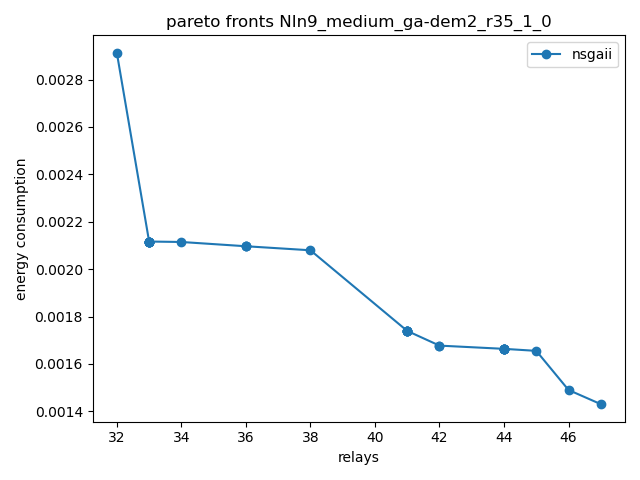 pareto fronts NIn9_medium_ga-dem2_r35_1_0
nsgaii
energy consumption
0.0028
0.0026
0.0024
0.0022
0.0020
0.0018
0.0016
0.0014
32 34 36 38 40 42 44 46
relays